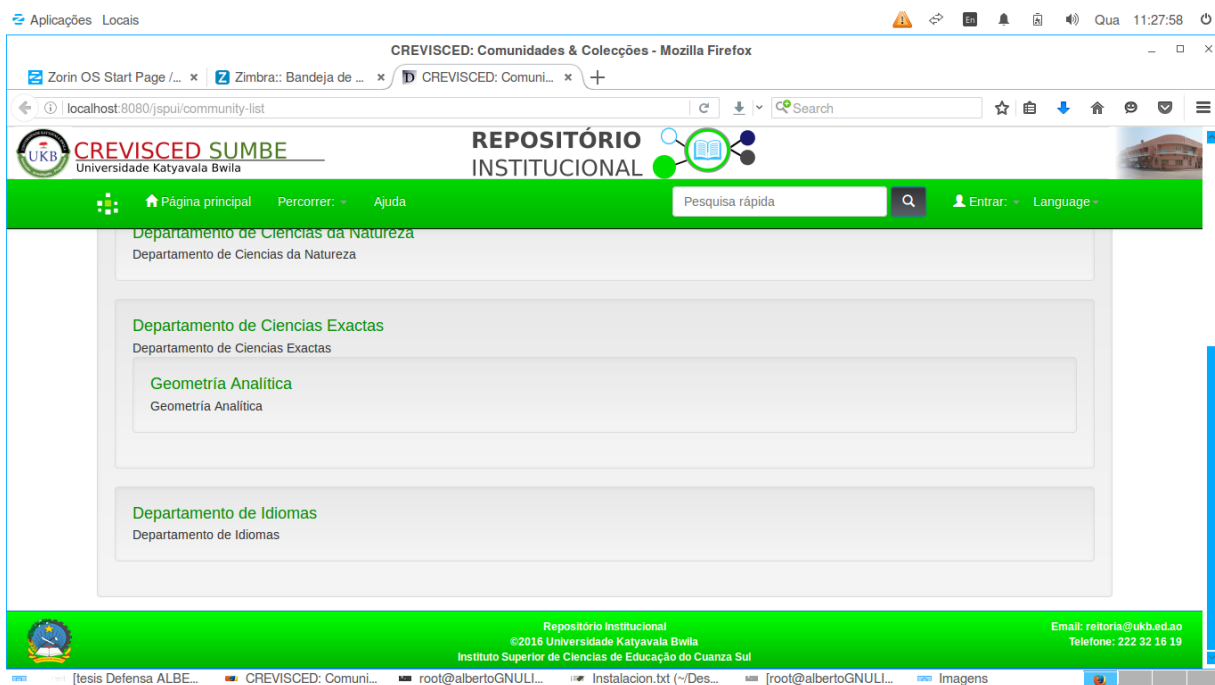 Aplicações Locais En Qua 11:27:58
CREVISCED: Comunidades & Colecções - Mozilla Firefox
Zorin OS Start Page /... × Zimbra:: Bandeja de ... × CREVISCED: Comuni... ×
localhost:8080/jspui/community-list Search
UKB CREVISCED SUMBE
Universidade Katyavala Bwila
REPOSITÓRIO
INSTITUCIONAL
Página principal Percorrer: Ajuda Pesquisa rápida Entrar: Language
Departamento de Ciencias da Natureza
Departamento de Ciencias da Natureza
Departamento de Ciencias Exactas
Departamento de Ciencias Exactas
Geometría Analítica
Geometría Analítica
Departamento de Idiomas
Departamento de Idiomas
Repositório Institucional
©2016 Universidade Katyavala Bwila
Instituto Superior de Ciencias de Educação do Cuanza Sul
Email: reitoria@ukb.ed.ao
Telefone: 222 32 16 19
[tesis Defensa ALBE... CREVISCED: Comuni... root@albertoGNULI... Instalacion.txt (~/Des... [root@albertoGNULI... Imagens